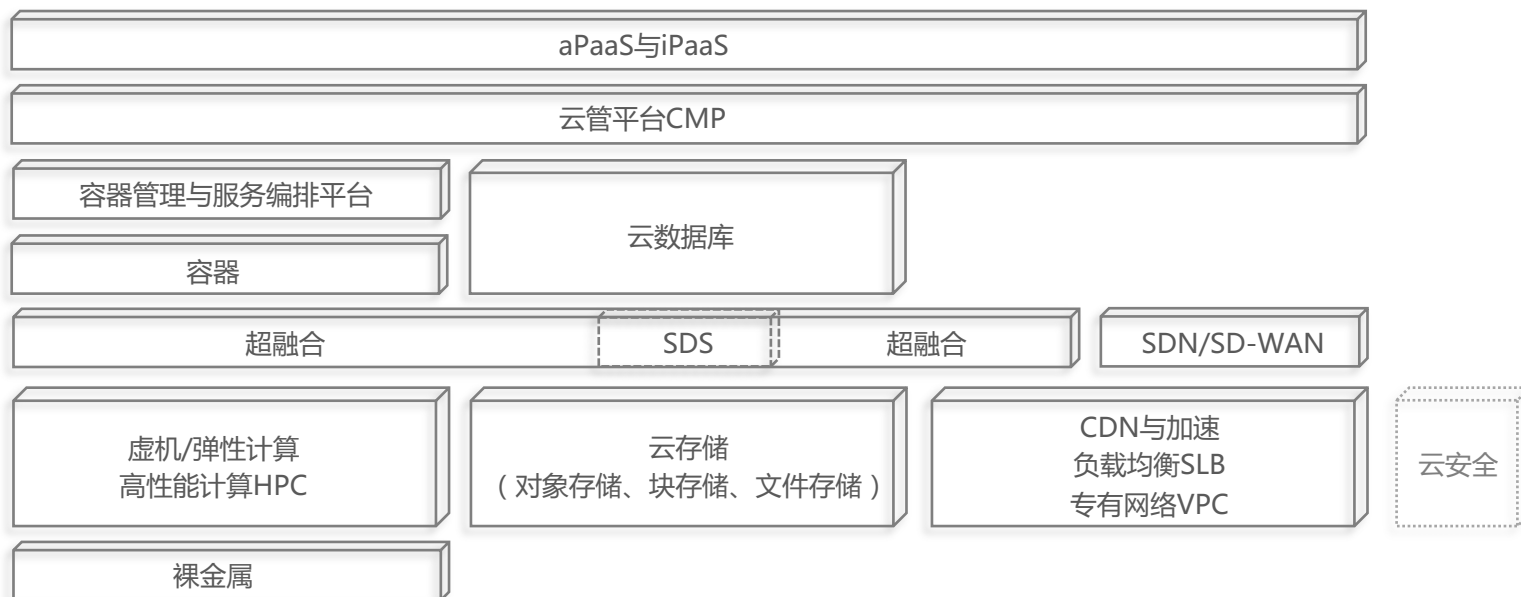 aPaaS与iPaaS
云管平台CMP
容器管理与服务编排平台
云数据库
容器
超融合
SDS
超融合
SDN/SD-WAN
虚机/弹性计算
高性能计算HPC
云存储
（对象存储、块存储、文件存储）
CDN与加速
负载均衡SLB
专有网络VPC
云安全
裸金属